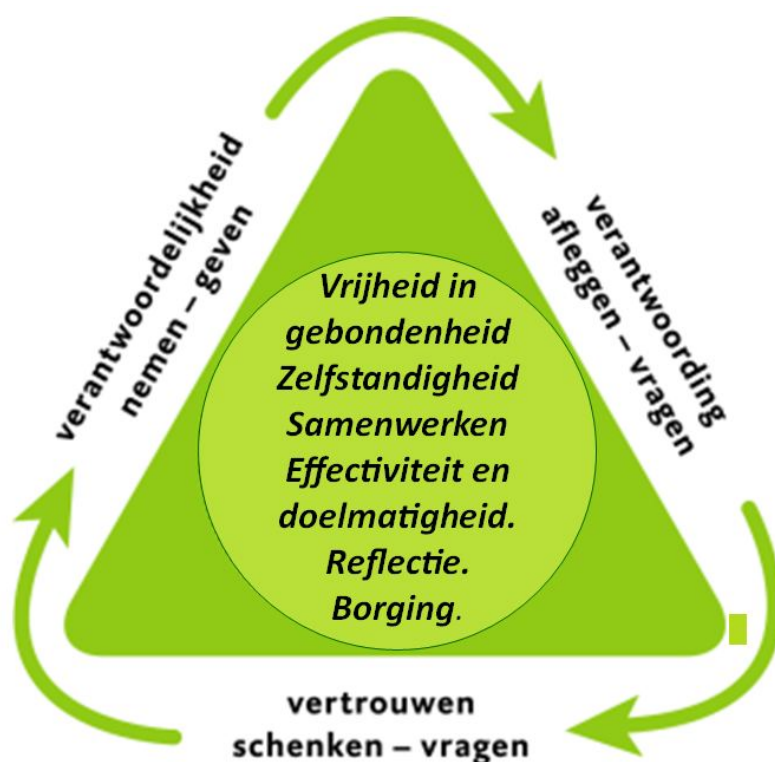 verantwoordelijkheid
nemen – geven
verantwoording
afleggen – vragen
Vrijheid in
gebondenheid
Zelfstandigheid
Samenwerken
Effectiviteit en
doelmatigheid.
Reflectie.
Borging.
vertrouwen
schenken – vragen